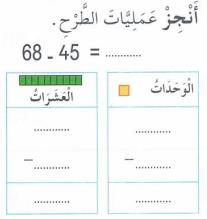 أَنْجِزْ عَمَلِيَّاتَ الطَّرْحِ.
68 - 45 = ............
الْوَحَدَاتُ
الْعَشَرَاتُ
............ ............
- ............ - ............
............ ............